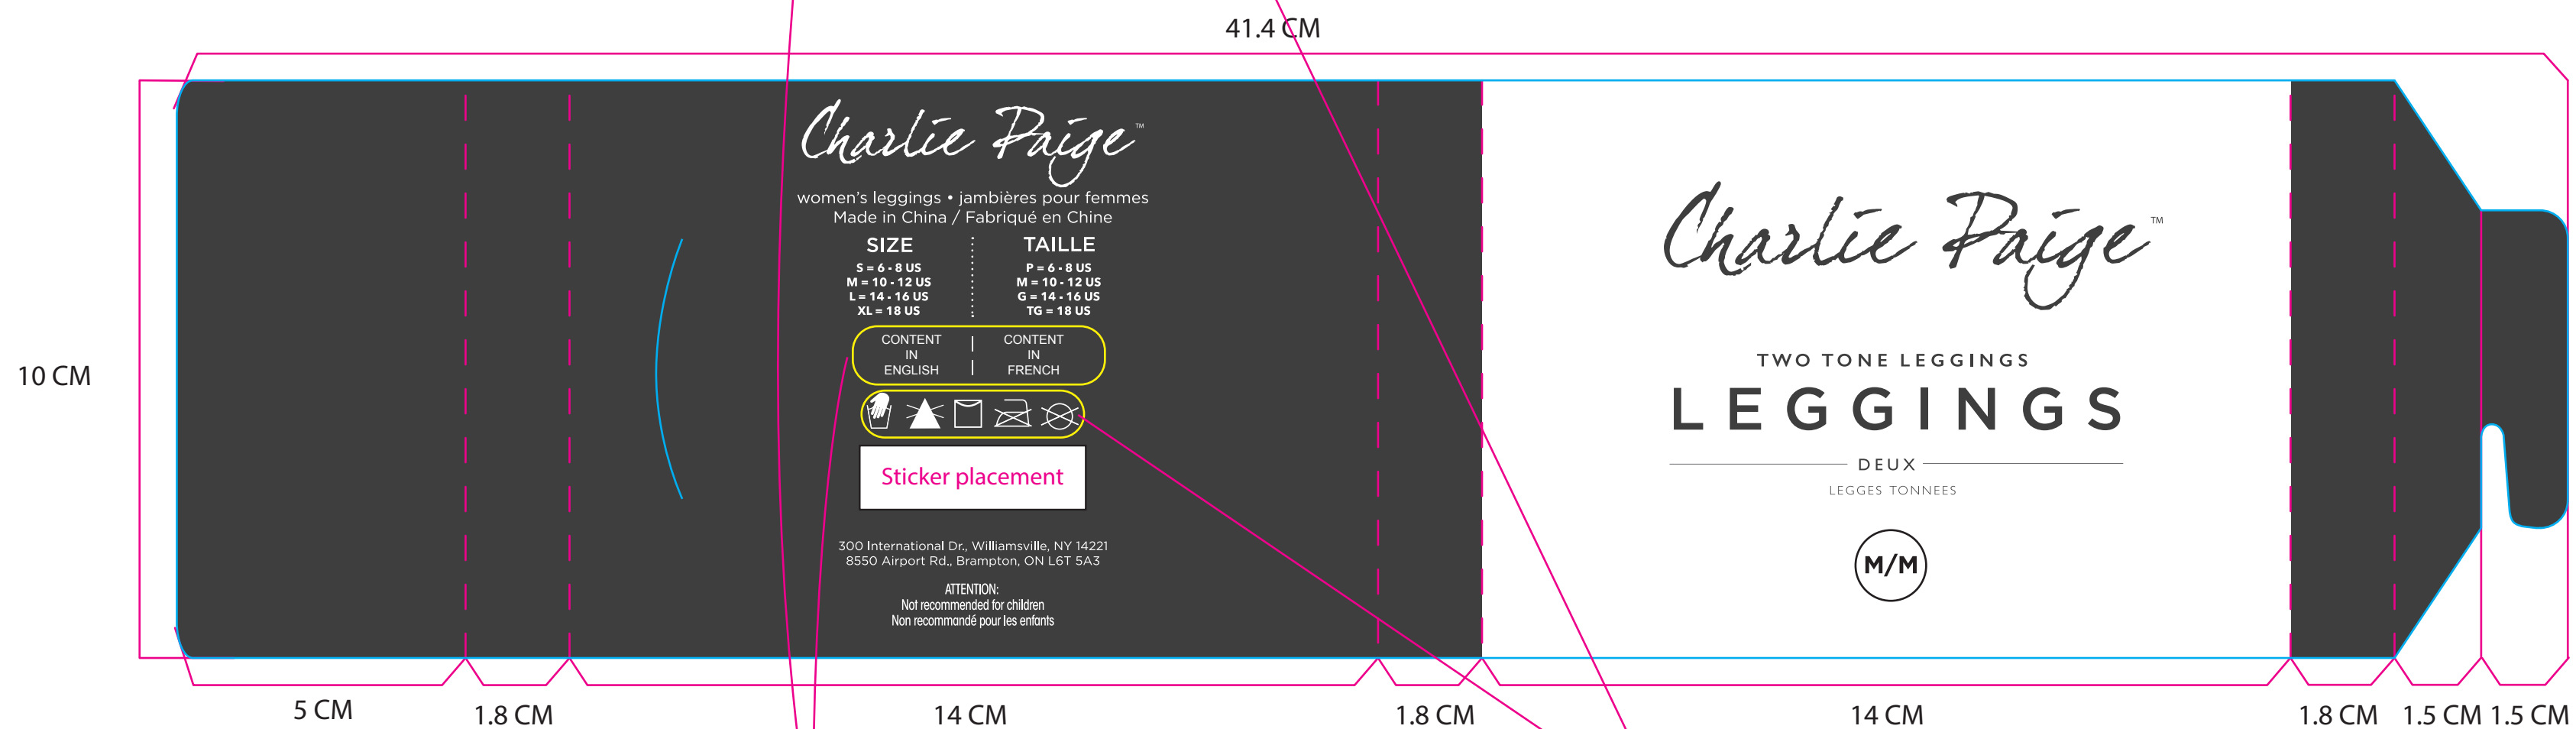 41.4 CM
10 CM
Charlie Paige™
women's leggings • jambières pour femmes
Made in China / Fabriqué en Chine
SIZE
S = 6 - 8 US
M = 10 - 12 US
L = 14 - 16 US
XL = 18 US
TAILLE
P = 6 - 8 US
M = 10 - 12 US
G = 14 - 16 US
TG = 18 US
CONTENT
IN
ENGLISH
CONTENT
IN
FRENCH
Sticker placement
300 International Dr., Williamsville, NY 14221
8550 Airport Rd., Brampton, ON L6T 5A3
ATTENTION:
Not recommended for children
Non recommandé pour les enfants
Charlie Paige™
TWO TONE LEGGINGS
LEGGINGS
DEUX
LEGGES TONNEES
M/M
5 CM
1.8 CM
14 CM
1.8 CM
14 CM
1.8 CM
1.5 CM
1.5 CM